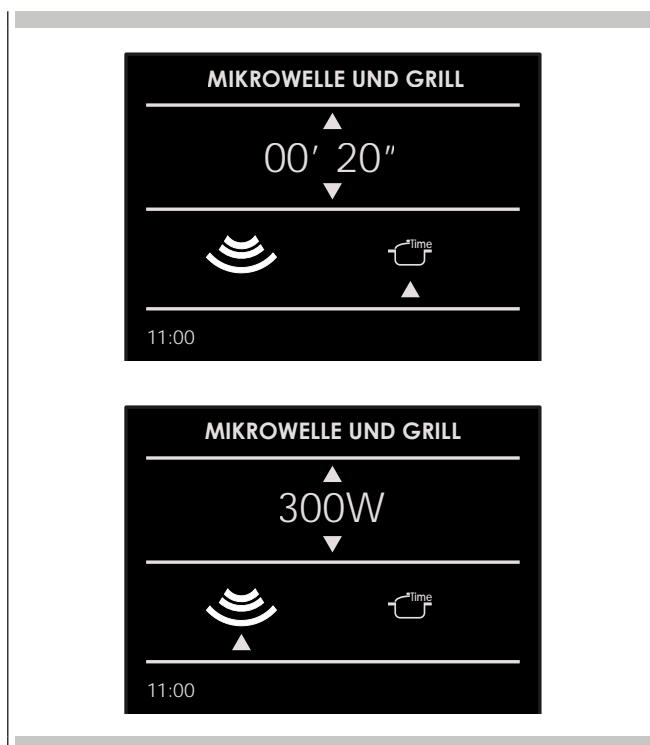 MIKROWELLE UND GRILL
00' 20"
Time
11:00
MIKROWELLE UND GRILL
300W
Time
11:00